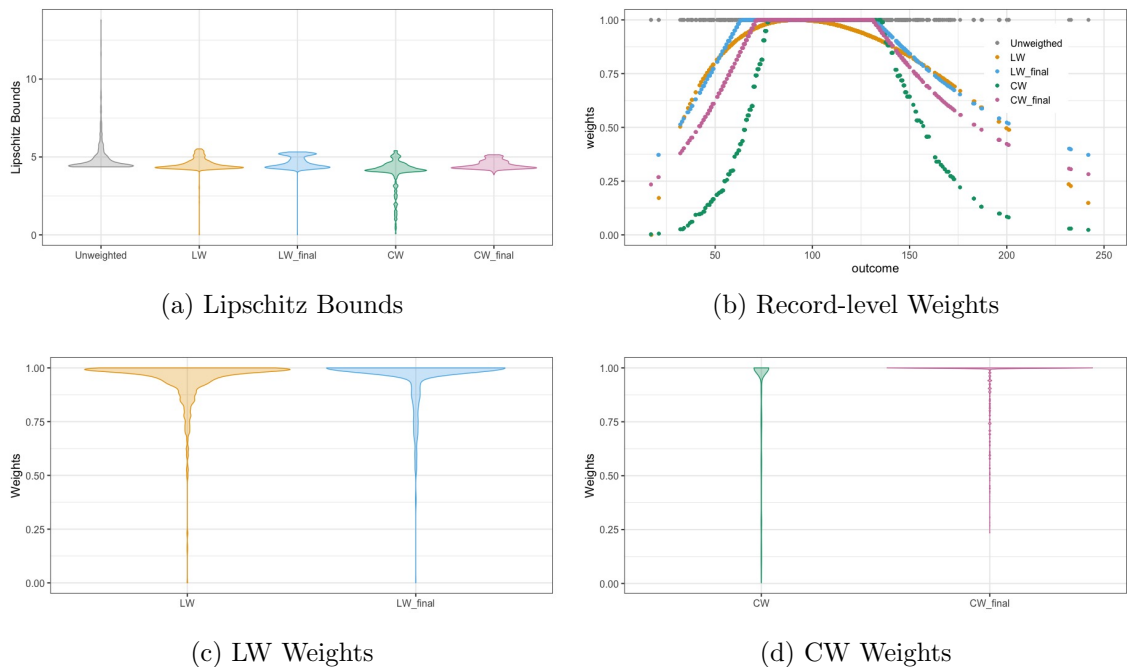 Lipschitz Bounds
10
5
0
Unweighted LW LW_final CW CW_final
(a) Lipschitz Bounds
weights
1.00
0.75
0.50
0.25
0.00
50 100 150 200 250
outcome
Unweigthed
LW
LW_final
CW
CW_final
(b) Record-level Weights
Weights
1.00
0.75
0.50
0.25
0.00
LW LW_final
(c) LW Weights
Weights
1.00
0.75
0.50
0.25
0.00
CW CW_final
(d) CW Weights